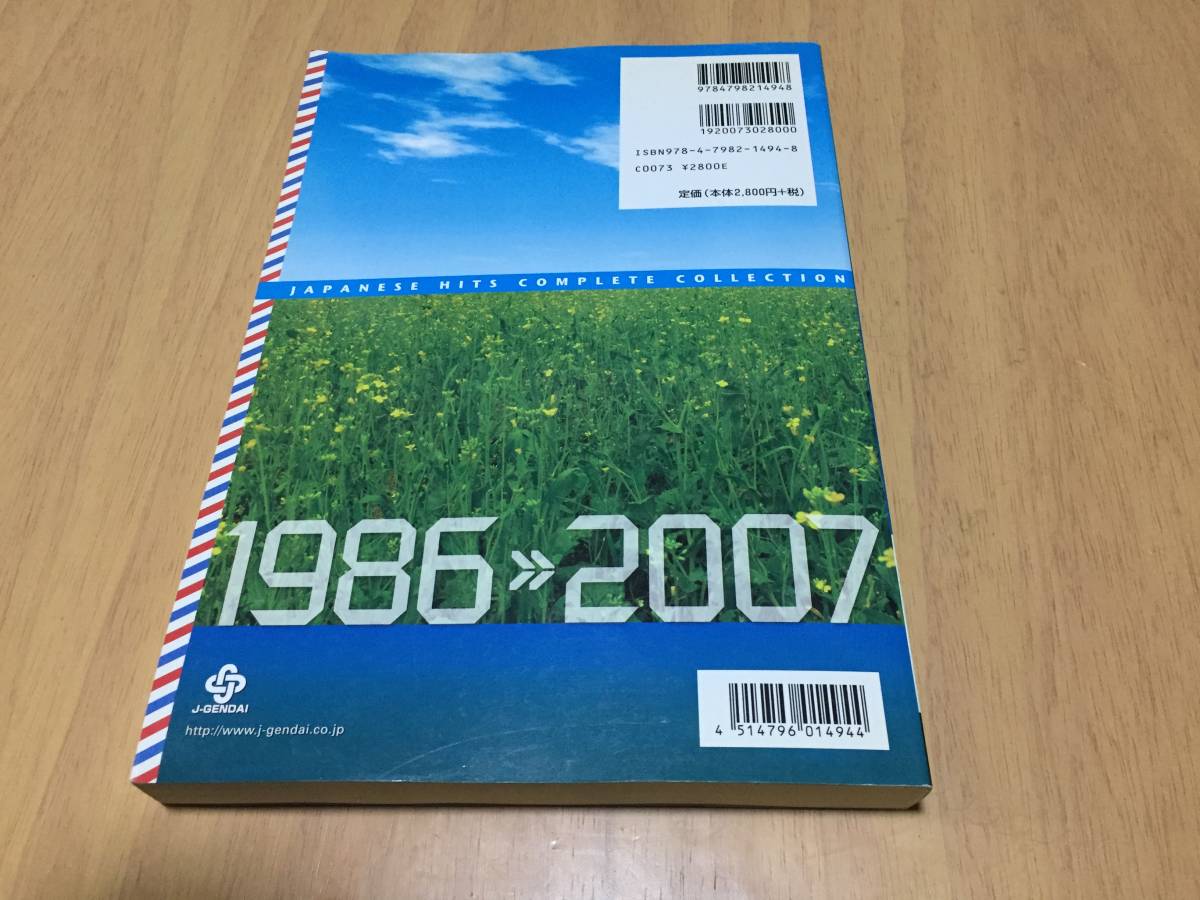 9784798214948
1920073028000
ISBN978-4-7982-1494-8
C0073 ¥2800E
定価(本体2,800円+税)
JAPANESE HITS COMPLETE COLLECTION
1986 2007
J-GENDAI
http://www.j-gendai.co.jp
4 514796 014944